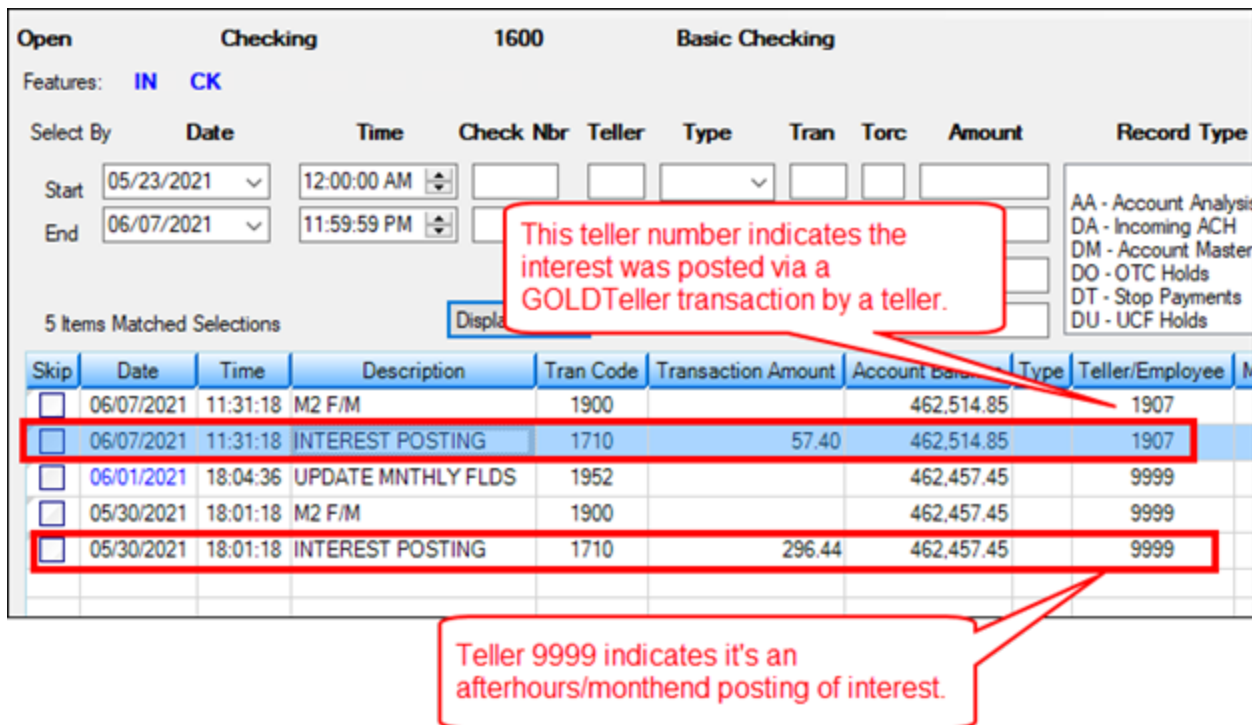 Open Checking 1600 Basic Checking
Features: IN CK
Select By Date Time Check Nbr Teller Type Tran Torc Amount Record Type
Start 05/23/2021 12:00:00 AM
End 06/07/2021 11:59:59 PM
AA - Account Analysis
DA - Incoming ACH
DM - Account Master
DO - OTC Holds
DT - Stop Payments
DU - UCF Holds
This teller number indicates the
interest was posted via a
GOLDTeller transaction by a teller.
5 Items Matched Selections
Skip Date Time Description Tran Code Transaction Amount Account Type Teller/Employee
06/07/2021 11:31:18 M2 F/M 1900 462,514.85 1907
06/07/2021 11:31:18 INTEREST POSTING 1710 57.40 462,514.85 1907
06/01/2021 18:04:36 UPDATE MNTHLY FLDS 1952 462,457.45 9999
05/30/2021 18:01:18 M2 F/M 1900 462,457.45 9999
05/30/2021 18:01:18 INTEREST POSTING 1710 296.44 462,457.45 9999
Teller 9999 indicates it's an
afterhours/monthend posting of interest.